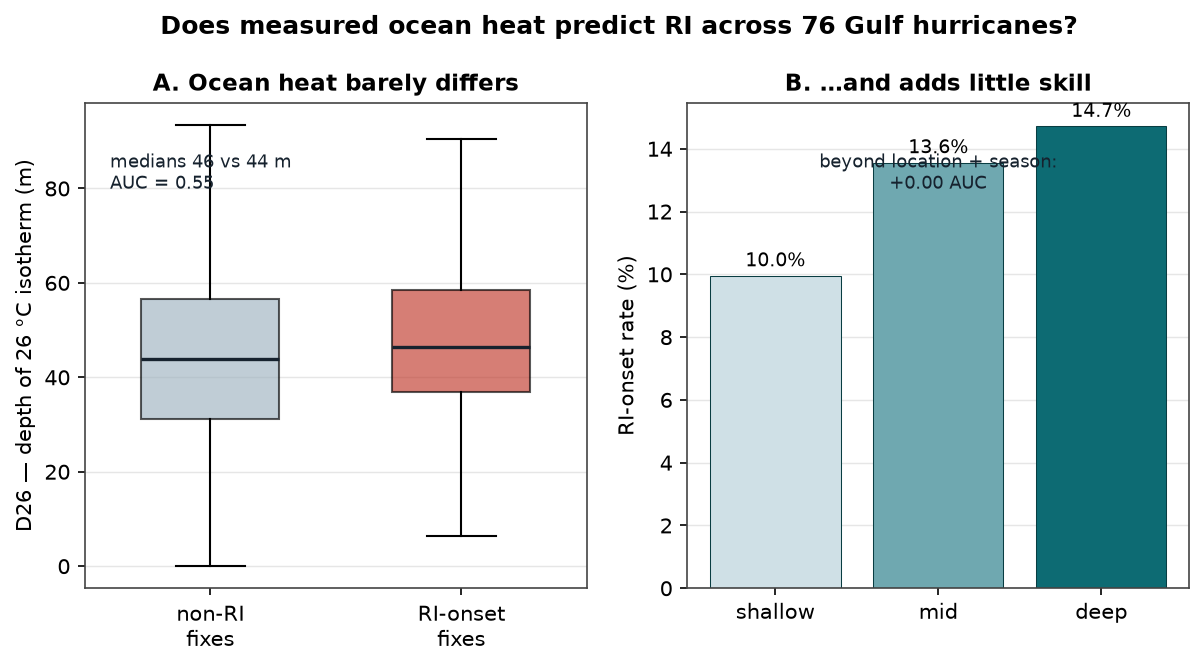 Does measured ocean heat predict RI across 76 Gulf hurricanes?
A. Ocean heat barely differs
D26 — depth of 26 °C isotherm (m)
80
60
40
20
0
medians 46 vs 44 m
AUC = 0.55
non-RI
fixes
RI-onset
fixes
B. ...and adds little skill
RI-onset rate (%)
14
12
10
8
6
4
2
0
10.0%
13.6%
14.7%
beyond location + season:
+0.00 AUC
shallow
mid
deep